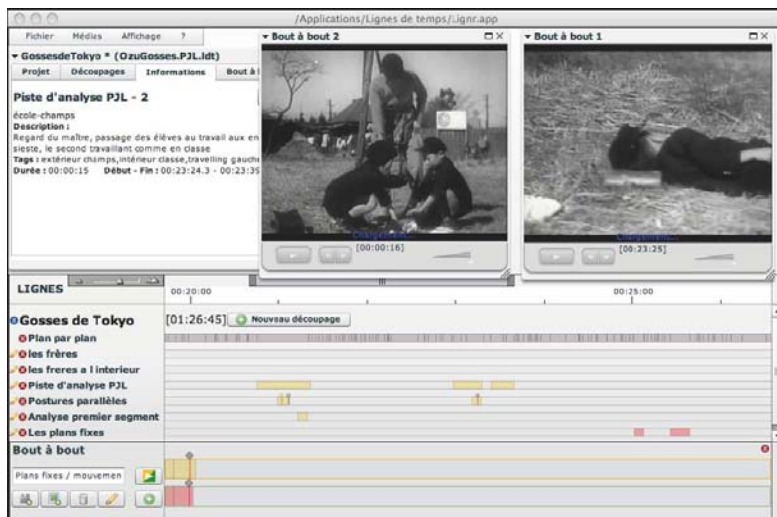 /Applications/Lignes de temps/Lignr.app
Fichier Médies Affichage ?
GossesdeTokyo * (OzuGosses.PJL.ldt)
Projet Découpages Informations Bout à
Piste d'analyse PJL - 2
école-champs
Description :
Regard du maître, passage des élèves au travail aux en
sieste, le second travaillant comme en classe
Tags : extérieur champs,intérieur classe,travelling gauche
Durée : 00:00:15 Début - Fin : 00:23:24.3 - 00:23:39
Bout à bout 2
[00:00:16]
Bout à bout 1
[00:23:25]
LIGNES
00:20:00 00:25:00
Gosses de Tokyo [01:26:45] Nouveau découpage
Plan par plan
les frères
les freres a l interieur
Piste d'analyse PJL
Postures parallèles
Analyse premier segment
Les plans fixes
Bout à bout
Plans fixes / mouvemen